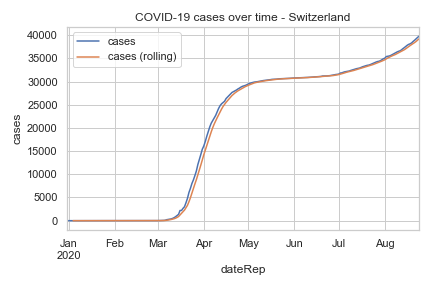 COVID-19 cases over time - Switzerland
cases
cases (rolling)
40000
35000
30000
25000
20000
15000
10000
5000
0
cases
Jan Feb Mar Apr May Jun Jul Aug
2020
dateRep